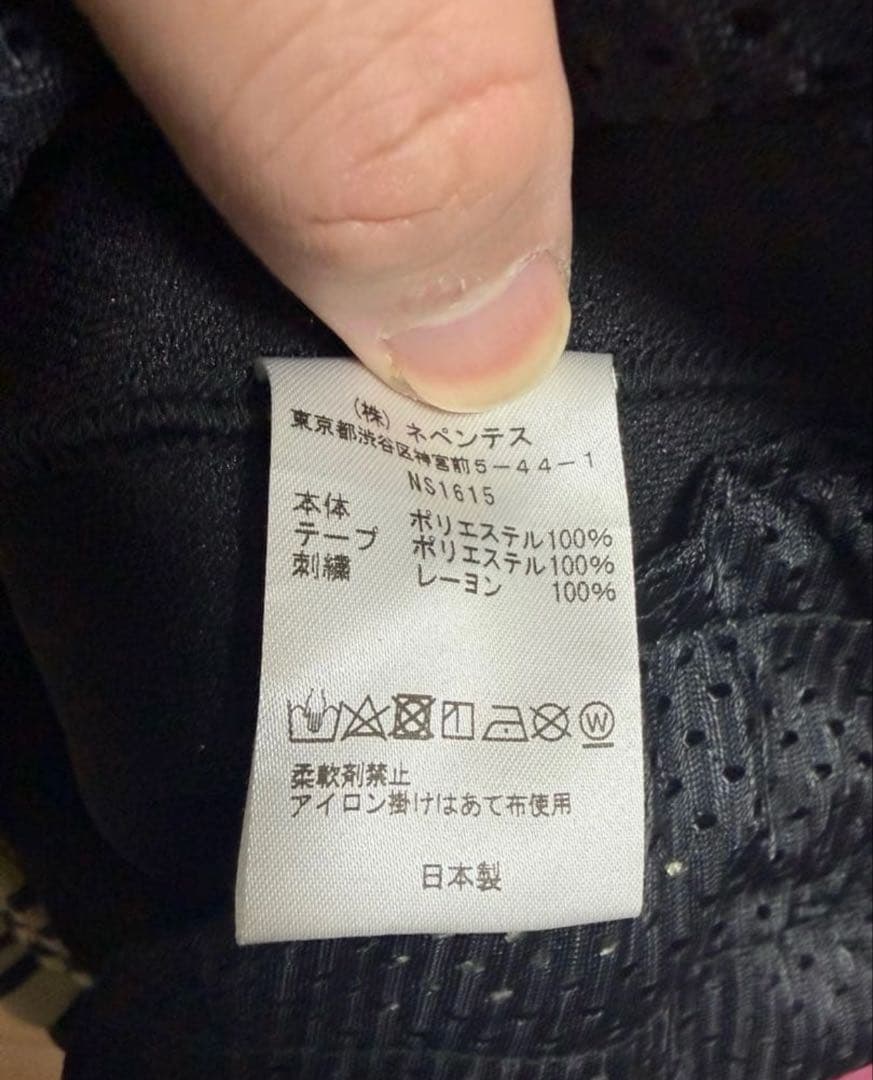 (株) ネペンテス
東京都渋谷区神宮前5-44-1
NS1615
本体 ポリエステル100%
テープ ポリエステル100%
刺繍 レーヨン 100%
W
柔軟剤禁止
アイロン掛けはあて布使用
日本製